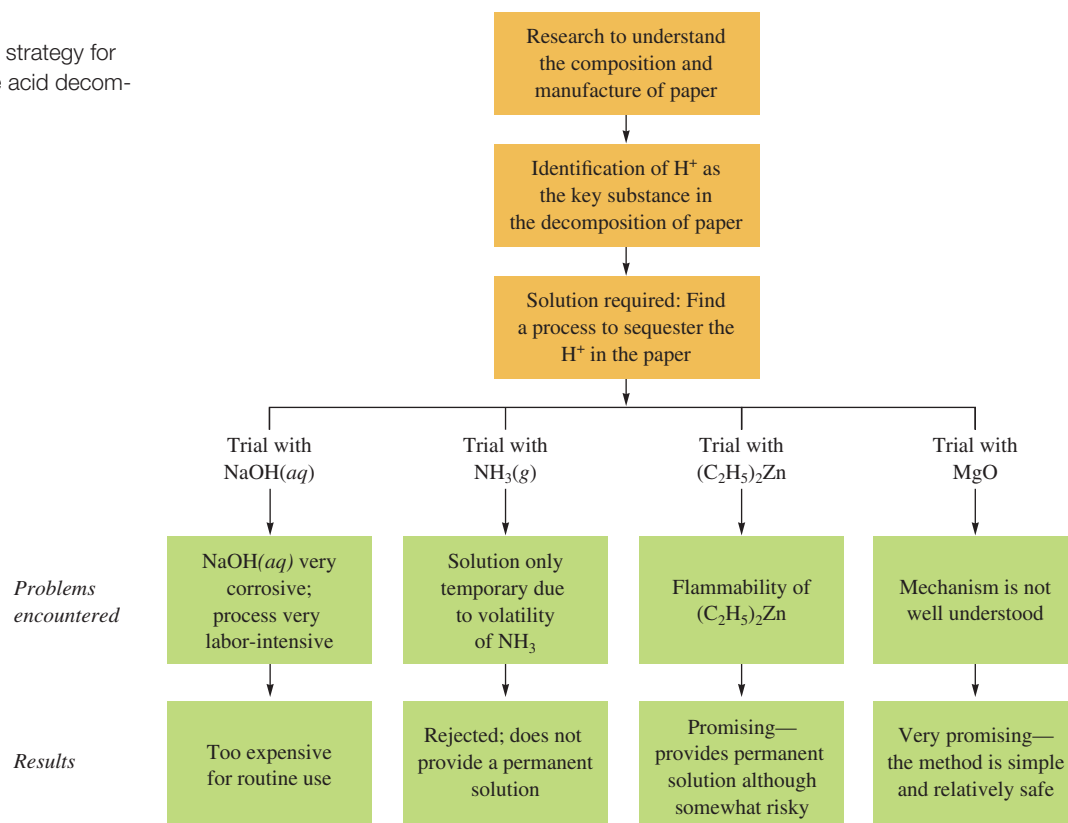 strategy for
e acid decom-
Research to understand
the composition and
manufacture of paper
Identification of H⁺ as
the key substance in
the decomposition of paper
Solution required: Find
a process to sequester the
H⁺ in the paper
Trial with
NaOH(aq)
Trial with
NH₃(g)
Trial with
(C₂H₅)₂Zn
Trial with
MgO
Problems
encountered
NaOH(aq) very
corrosive;
process very
labor-intensive
Solution only
temporary due
to volatility
of NH₃
Flammability of
(C₂H₅)₂Zn
Mechanism is not
well understood
Results
Too expensive
for routine use
Rejected; does not
provide a permanent
solution
Promising—
provides permanent
solution although
somewhat risky
Very promising—
the method is simple
and relatively safe